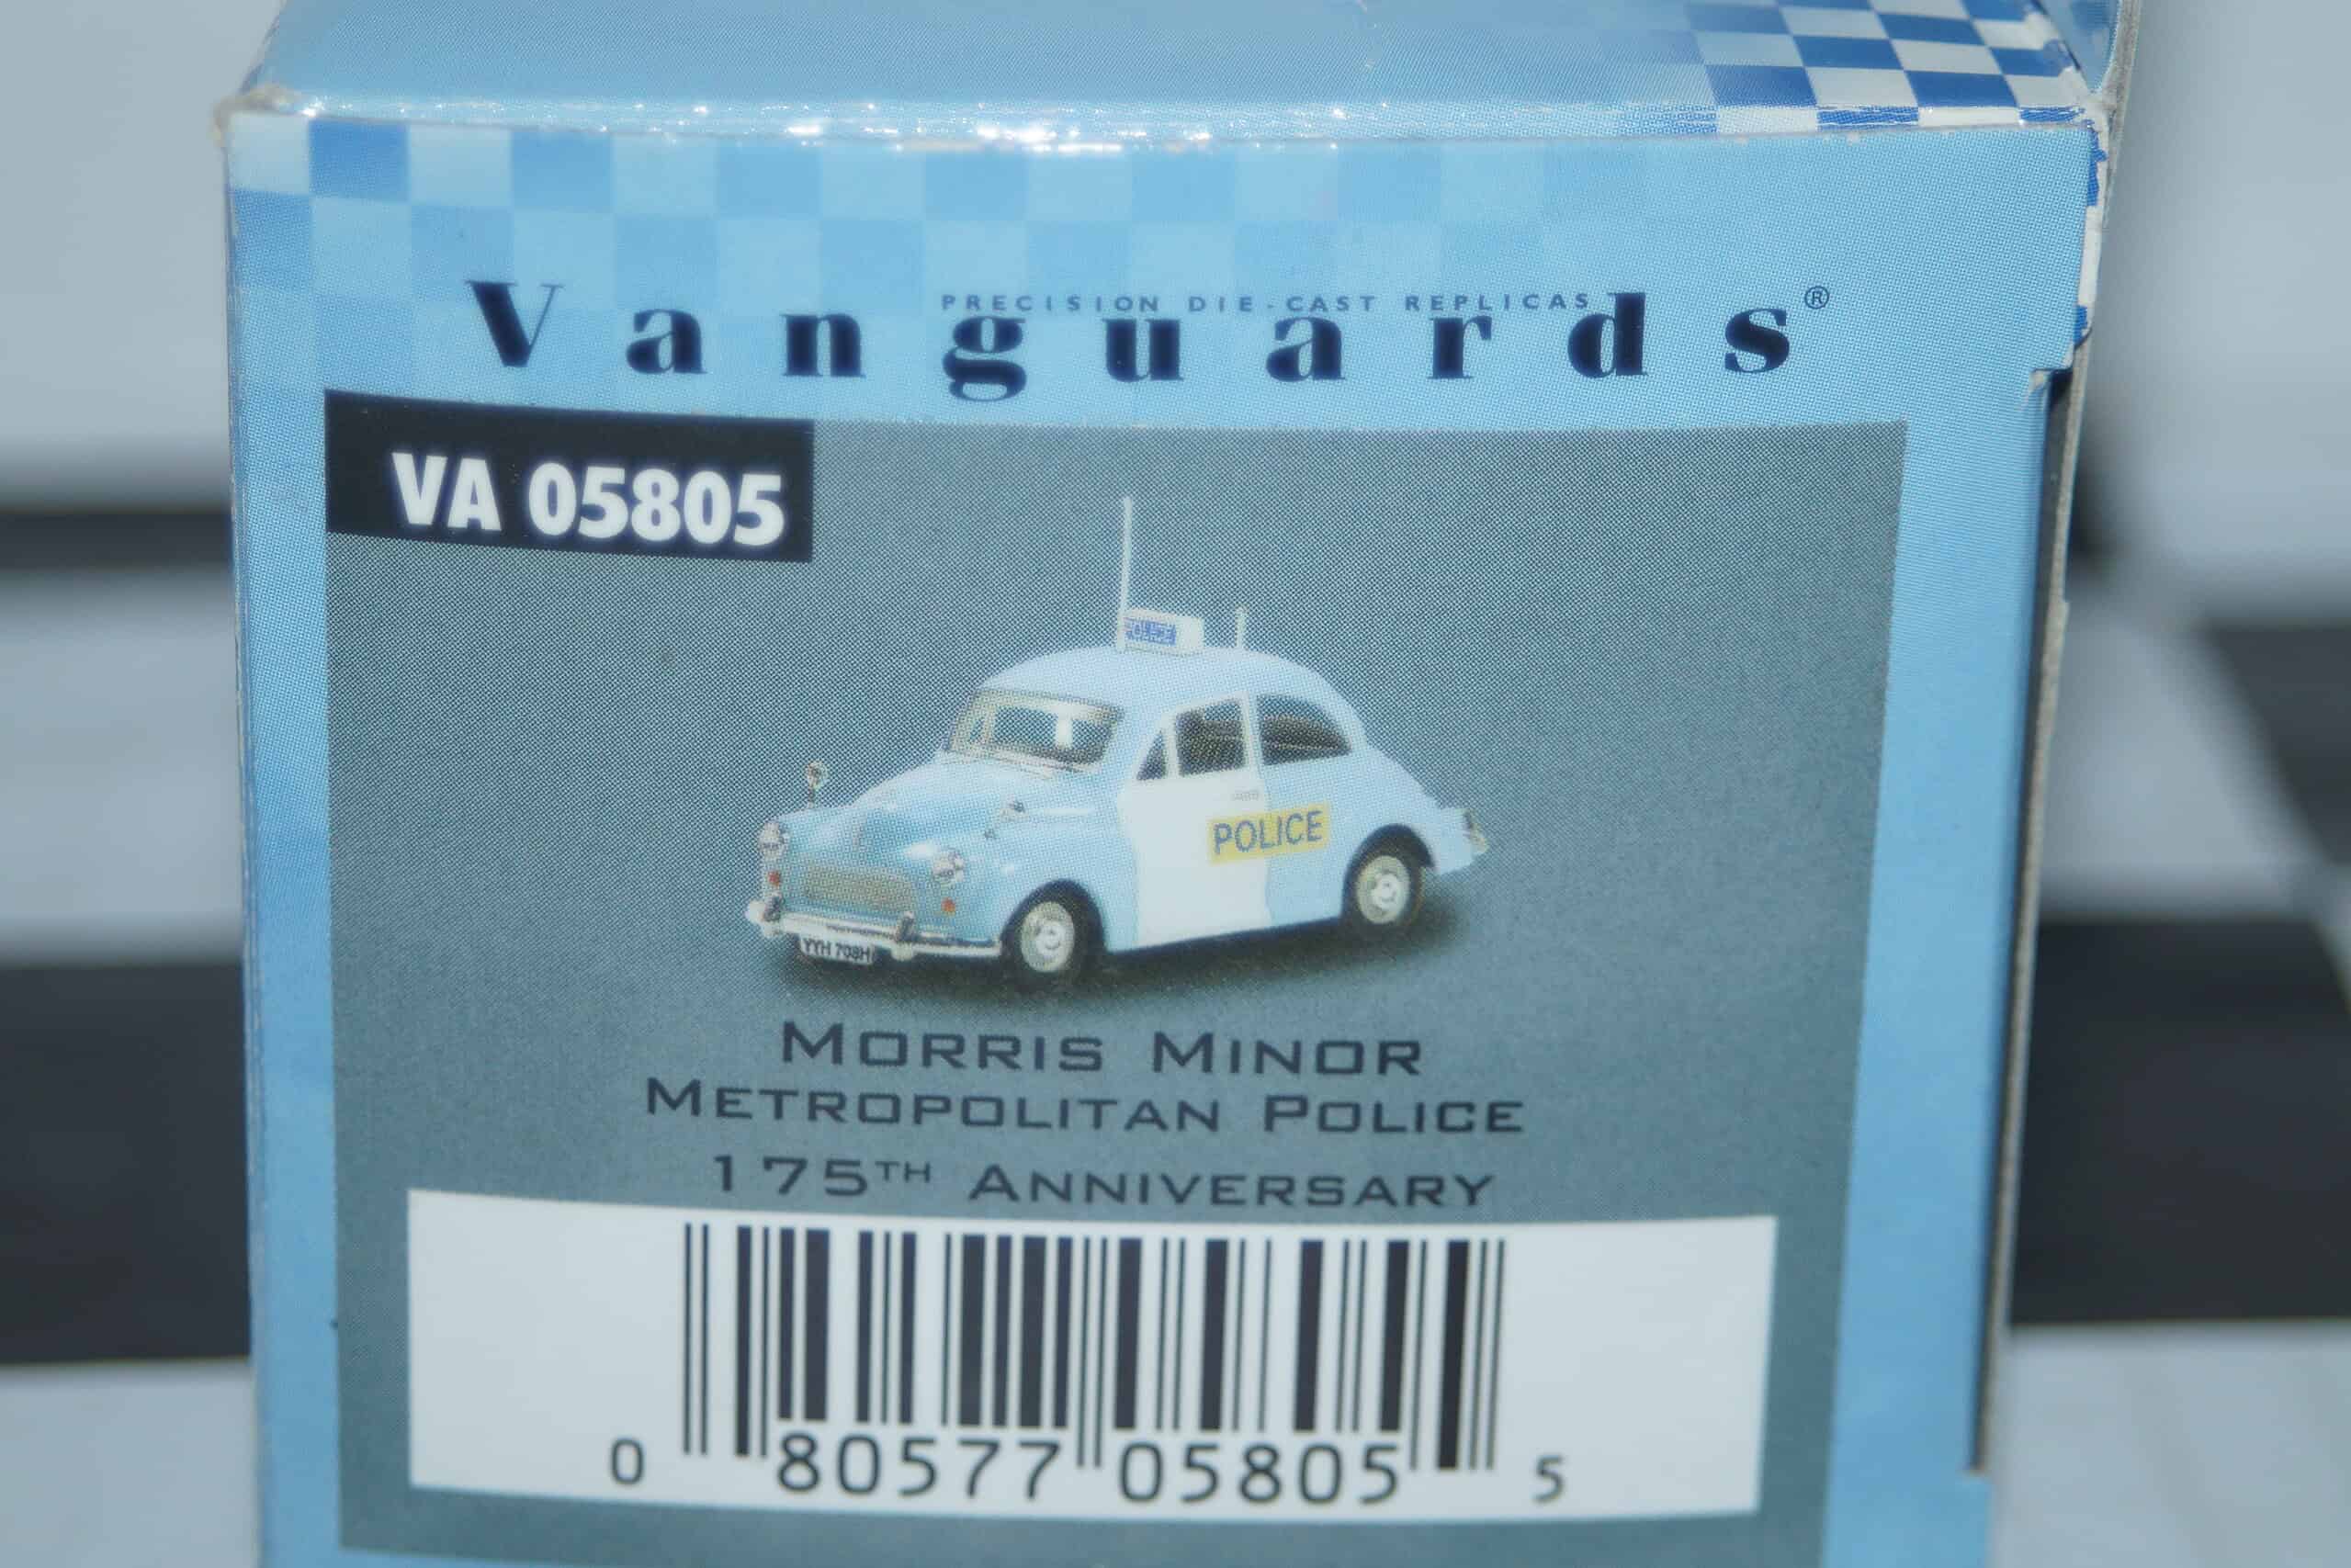 PRECISION DIE-CAST REPLICAS
Vanguards®
VA 05805
POLICE
POLICE
YYH 708H
MORRIS MINOR
METROPOLITAN POLICE
175TH ANNIVERSARY
0 80577 05805 5